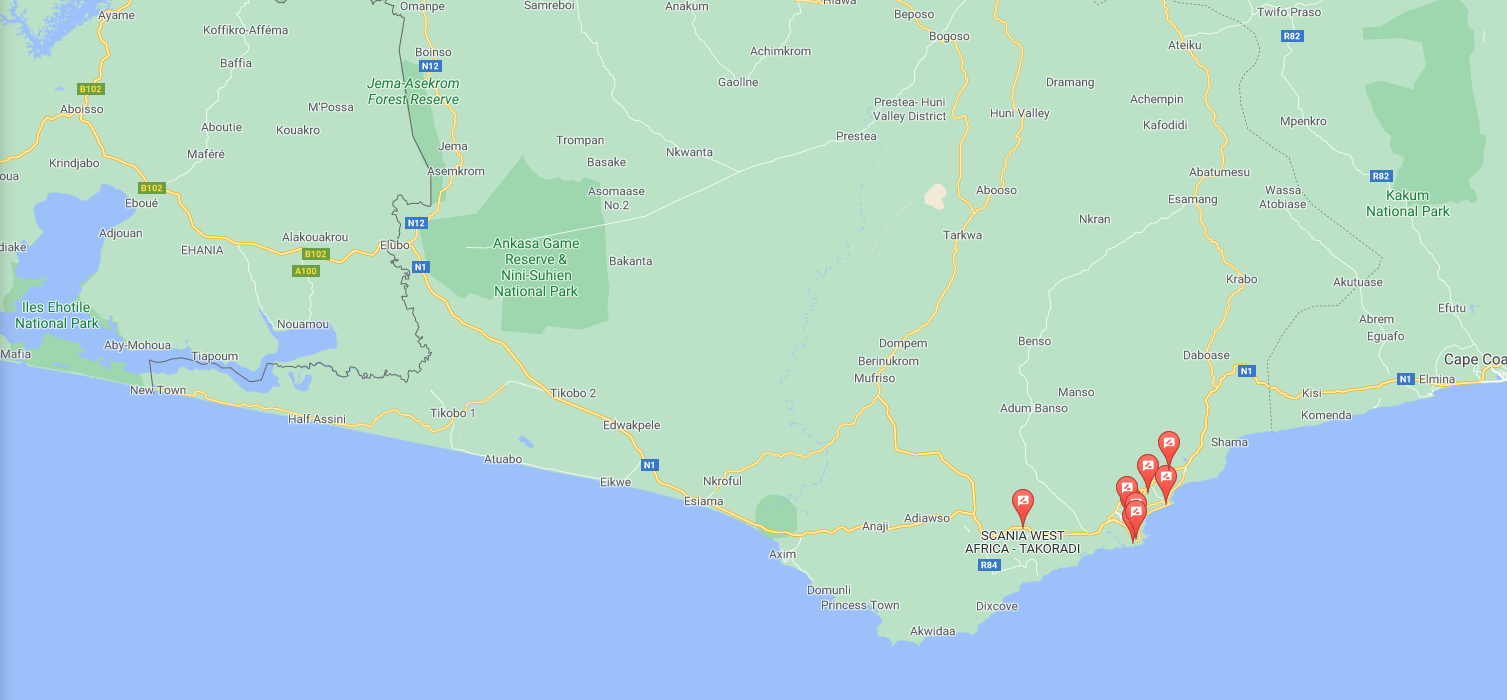 Omanpe
Samreboi
Anakum
Hiawa
Ayame
Beposo
Twifo Praso
Koffikro-Afféma
Bogoso
R82
Ateiku
Boinso
Achimkrom
Baffia
N12
Jema-Asekrom
Forest Reserve
Gaollne
Dramang
B102
Aboisso
M'Possa
Prestea- Huni
Valley District
Huni Valley
Achempin
Aboutie
Kouakro
Kafodidi
Mpenkro
Trompan
Prestea
Jema
Maféré
Nkwanta
Krindjabo
Basake
Asemkrom
Abatumesu
oua
R82
B102
Asomaase
No.2
Abooso
Wassa
Atobiase
Kakum
National Park
Eboué
Esamang
N12
Nkran
Adjouan
Alakouakrou
Tarkwa
diaké
EHANIA
Elubo
Ankasa Game
Reserve &
Nini-Suhien
National Park
B102
Bakanta
A100
N1
Krabo
Akutuase
Iles Ehotile
National Park
Efutu
Nouamou
Abrem
Eguafo
Aby-Mohoua
Dompem
Benso
Mafia
Tiapoum
Berinukrom
Daboase
Cape Coa
Mufriso
N1
N1
Elmina
New Town
Tikobo 2
Manso
Kisi
Half Assini
Tikobo 1
Adum Banso
Komenda
Edwakpele
Shama
Atuabo
N1
Eikwe
Nkroful
Esiama
Anaji
Adiawso
SCANIA WEST
AFRICA - TAKORADI
Axim
R84
Domunli
Princess Town
Dixcove
Akwidaa